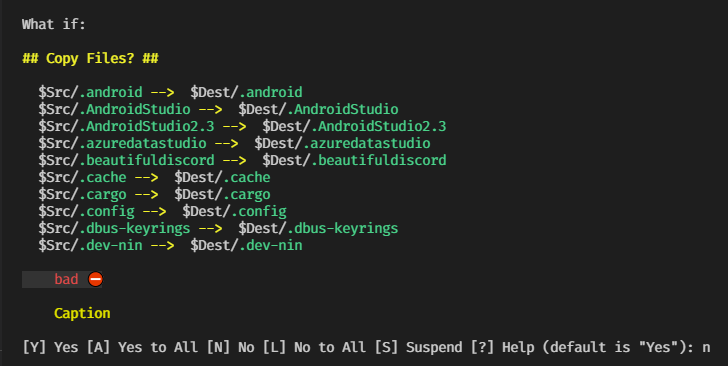 What if:
## Copy Files? ##
$Src/.android --> $Dest/.android
$Src/.AndroidStudio --> $Dest/.AndroidStudio
$Src/.AndroidStudio2.3 --> $Dest/.AndroidStudio2.3
$Src/.azuredatastudio --> $Dest/.azuredatastudio
$Src/.beautifuldiscord --> $Dest/.beautifuldiscord
$Src/.cache --> $Dest/.cache
$Src/.cargo --> $Dest/.cargo
$Src/.config --> $Dest/.config
$Src/.dbus-keyrings --> $Dest/.dbus-keyrings
$Src/.dev-nin --> $Dest/.dev-nin
bad ⛔
Caption
[Y] Yes [A] Yes to All [N] No [L] No to All [S] Suspend [?] Help (default is "Yes"): n